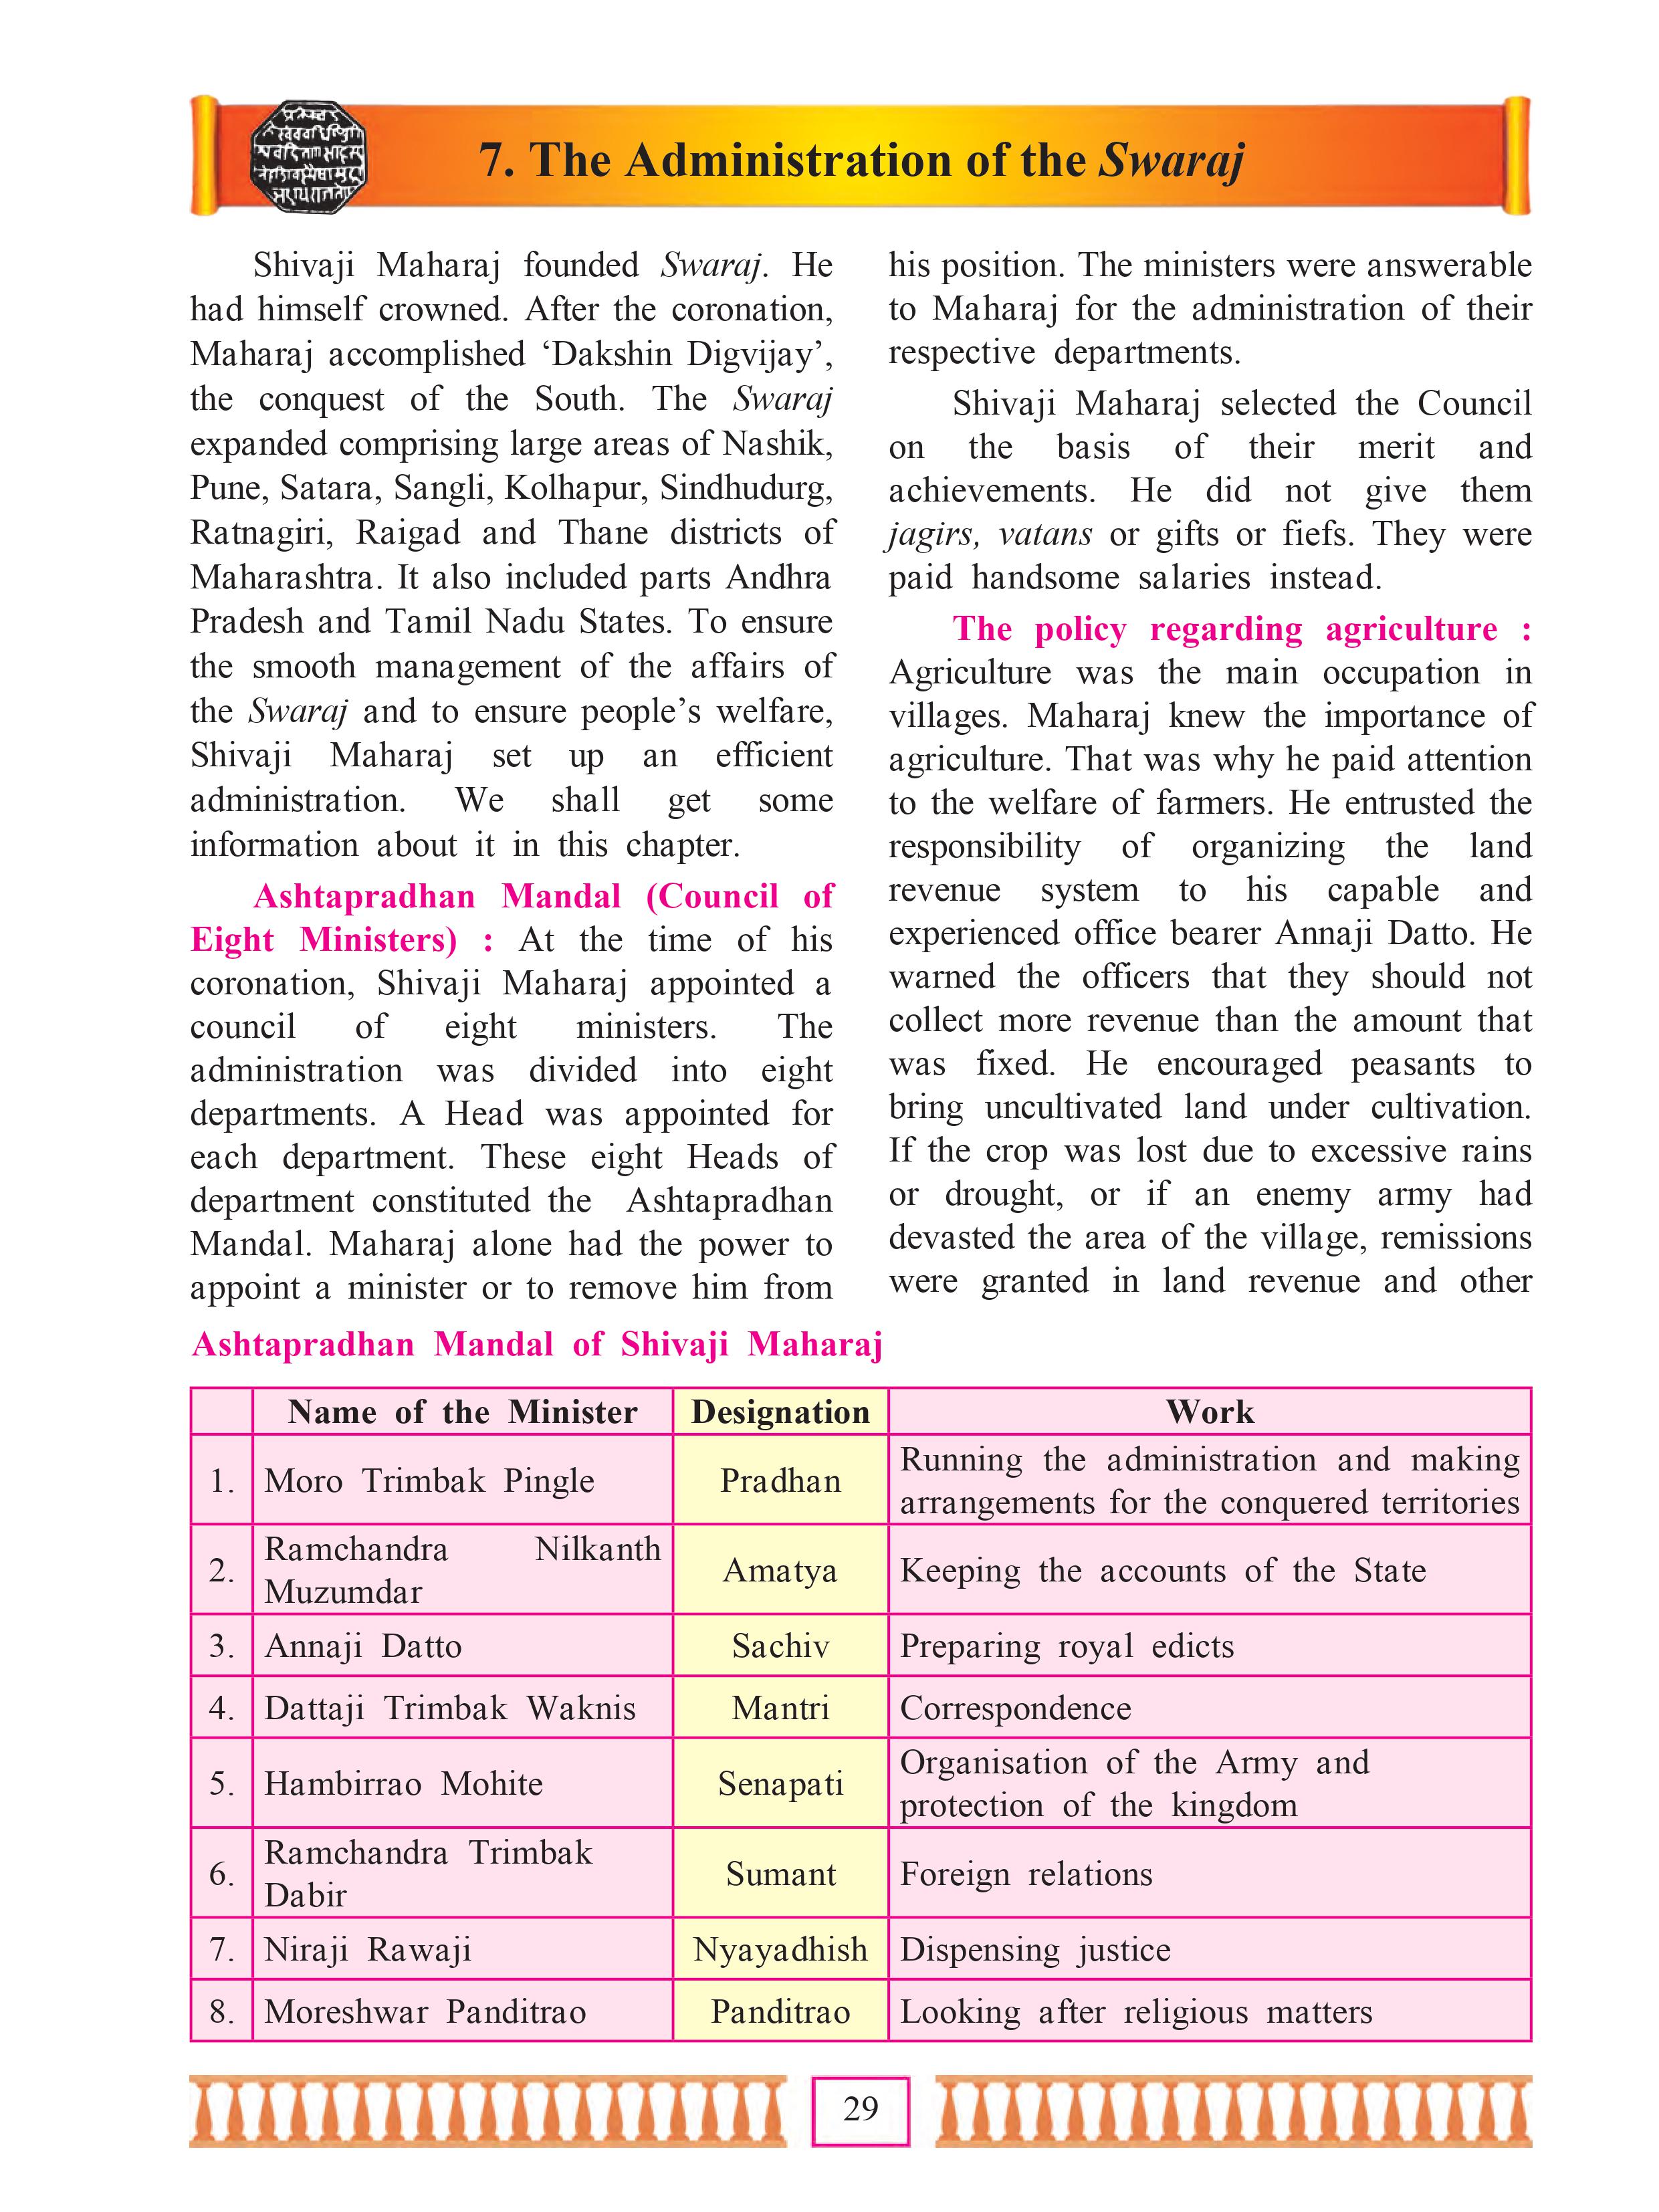 7. The Administration of the Swaraj
Shivaji Maharaj founded Swaraj. He
had himself crowned. After the coronation,
Maharaj accomplished ‘Dakshin Digvijay’,
the conquest of the South. The Swaraj
expanded comprising large areas of Nashik,
Pune, Satara, Sangli, Kolhapur, Sindhudurg,
Ratnagiri, Raigad and Thane districts of
Maharashtra. It also included parts Andhra
Pradesh and Tamil Nadu States. To ensure
the smooth management of the affairs of
the Swaraj and to ensure people’s welfare,
Shivaji Maharaj set up an efficient
administration. We shall get some
information about it in this chapter.
Ashtapradhan Mandal (Council of
Eight Ministers) : At the time of his
coronation, Shivaji Maharaj appointed a
council of eight ministers. The
administration was divided into eight
departments. A Head was appointed for
each department. These eight Heads of
department constituted the Ashtapradhan
Mandal. Maharaj alone had the power to
appoint a minister or to remove him from
his position. The ministers were answerable
to Maharaj for the administration of their
respective departments.
Shivaji Maharaj selected the Council
on the basis of their merit and
achievements. He did not give them
jagirs, vatans or gifts or fiefs. They were
paid handsome salaries instead.
The policy regarding agriculture :
Agriculture was the main occupation in
villages. Maharaj knew the importance of
agriculture. That was why he paid attention
to the welfare of farmers. He entrusted the
responsibility of organizing the land
revenue system to his capable and
experienced office bearer Annaji Datto. He
warned the officers that they should not
collect more revenue than the amount that
was fixed. He encouraged peasants to
bring uncultivated land under cultivation.
If the crop was lost due to excessive rains
or drought, or if an enemy army had
devasted the area of the village, remissions
were granted in land revenue and other
Ashtapradhan Mandal of Shivaji Maharaj
Name of the Minister Designation Work
1. Moro Trimbak Pingle Pradhan Running the administration and making
arrangements for the conquered territories
2. Ramchandra Nilkanth
Muzumdar Amatya Keeping the accounts of the State
3. Annaji Datto Sachiv Preparing royal edicts
4. Dattaji Trimbak Waknis Mantri Correspondence
5. Hambirrao Mohite Senapati Organisation of the Army and
protection of the kingdom
6. Ramchandra Trimbak
Dabir Sumant Foreign relations
7. Niraji Rawaji Nyayadhish Dispensing justice
8. Moreshwar Panditrao Panditrao Looking after religious matters
29